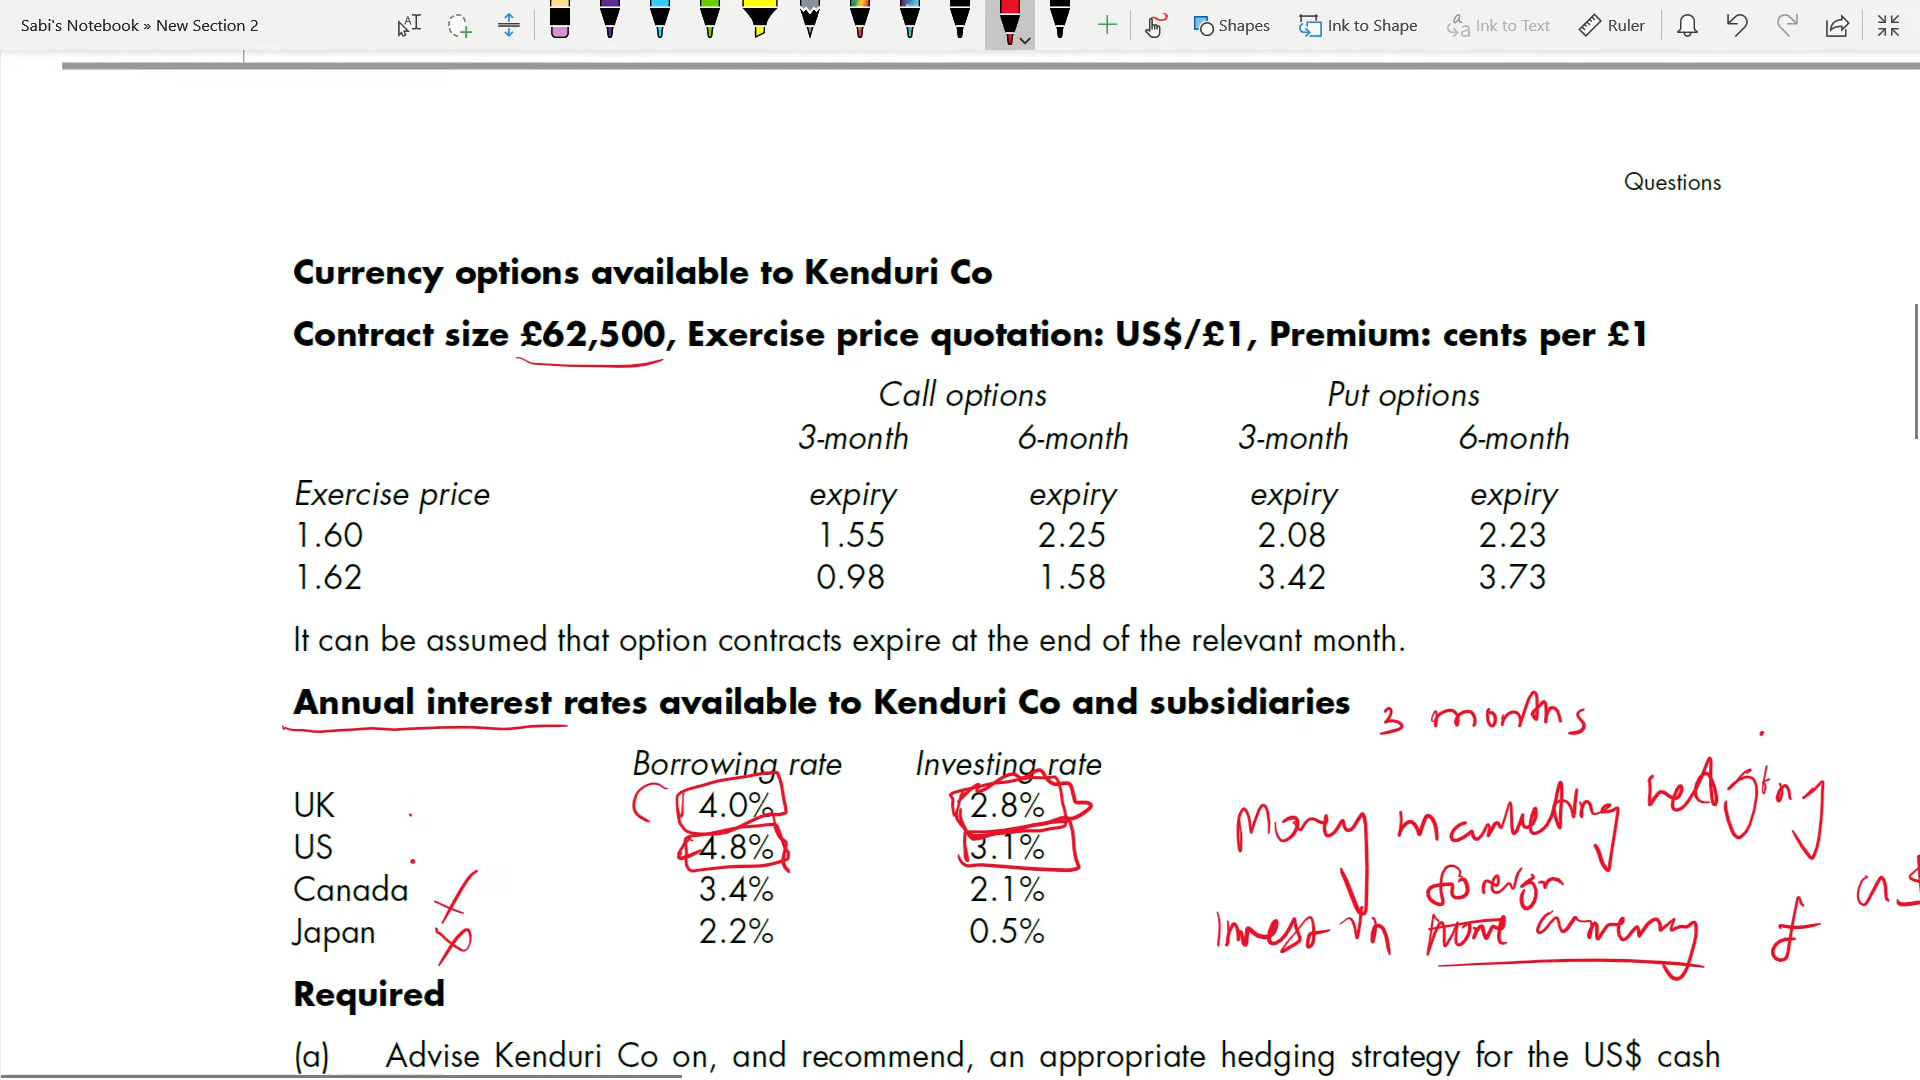 Sabi's Notebook » New Section 2
Shapes
Ink to Shape
Ink to Text
Ruler
Questions
Currency options available to Kenduri Co
Contract size £62,500, Exercise price quotation: US$/£1, Premium: cents per £1
Call options Put options
3-month 6-month 3-month 6-month
Exercise price expiry expiry expiry expiry
1.60 1.55 2.25 2.08 2.23
1.62 0.98 1.58 3.42 3.73
It can be assumed that option contracts expire at the end of the relevant month.
Annual interest rates available to Kenduri Co and subsidiaries
3 months
Borrowing rate Investing rate
UK 4.0% 2.8%
US 4.8% 3.1%
Canada 3.4% 2.1%
Japan 2.2% 0.5%
Money marketing hedging
foreign
Invest in home currency £
Required
(a) Advise Kenduri Co on, and recommend, an appropriate hedging strategy for the US$ cash